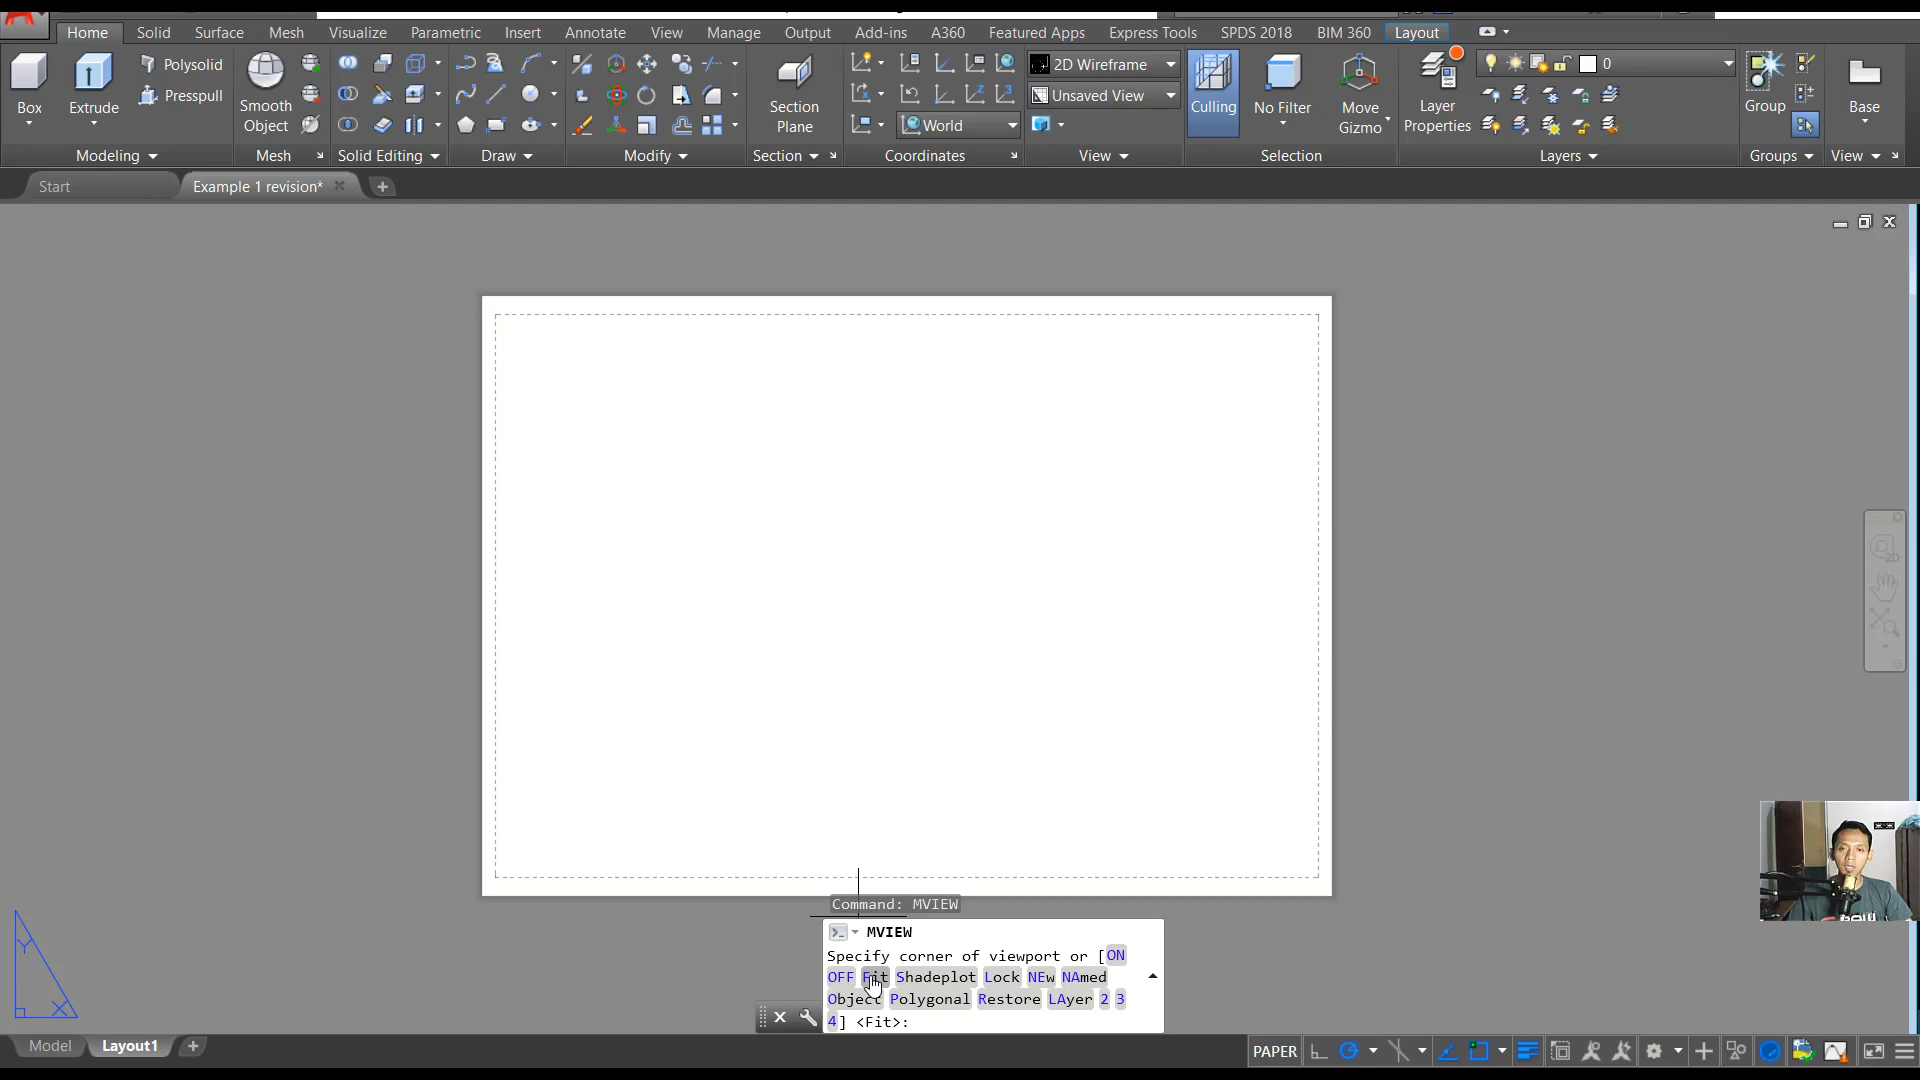 Home Solid Surface Mesh Visualize Parametric Insert Annotate View Manage Output Add-ins A360 Featured Apps Express Tools SPDS 2018 BIM 360 Layout
Box
Extrude
Polysolid
Presspull
Smooth
Object
Section
Plane
World
2D Wireframe
Unsaved View
Culling
No Filter
Move
Gizmo
Layer
Properties
0
Group
Base
Modeling Mesh Solid Editing Draw Modify Section Coordinates View Selection Layers Groups View
Start Example 1 revision*
Command: MVIEW
MVIEW
Specify corner of viewport or [ON
OFF Fit Shadeplot Lock NEw NAmed
Object Polygonal Restore LAyer 2 3
4] <Fit>:
Y
X
2D
Model Layout1
PAPER